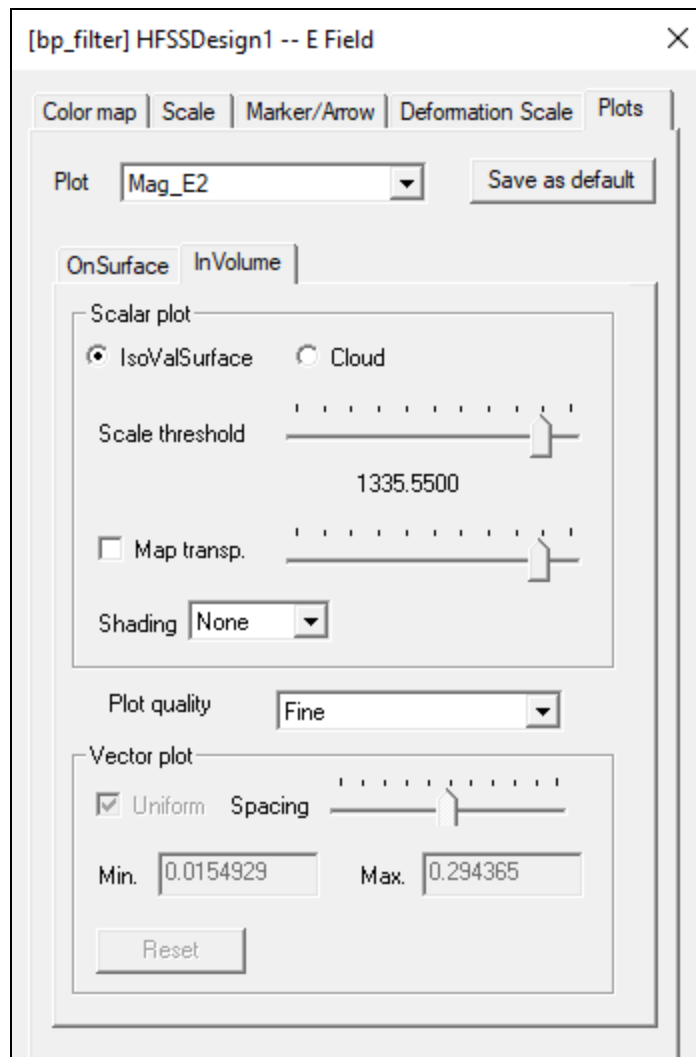 [bp_filter] HFSSDesign1 -- E Field
Color map Scale Marker/Arrow Deformation Scale Plots
Plot Mag_E2 Save as default
OnSurface InVolume
Scalar plot
IsoValSurface Cloud
Scale threshold
1335.5500
Map transp.
Shading None
Plot quality Fine
Vector plot
Uniform Spacing
Min. 0.0154929 Max. 0.294365
Reset